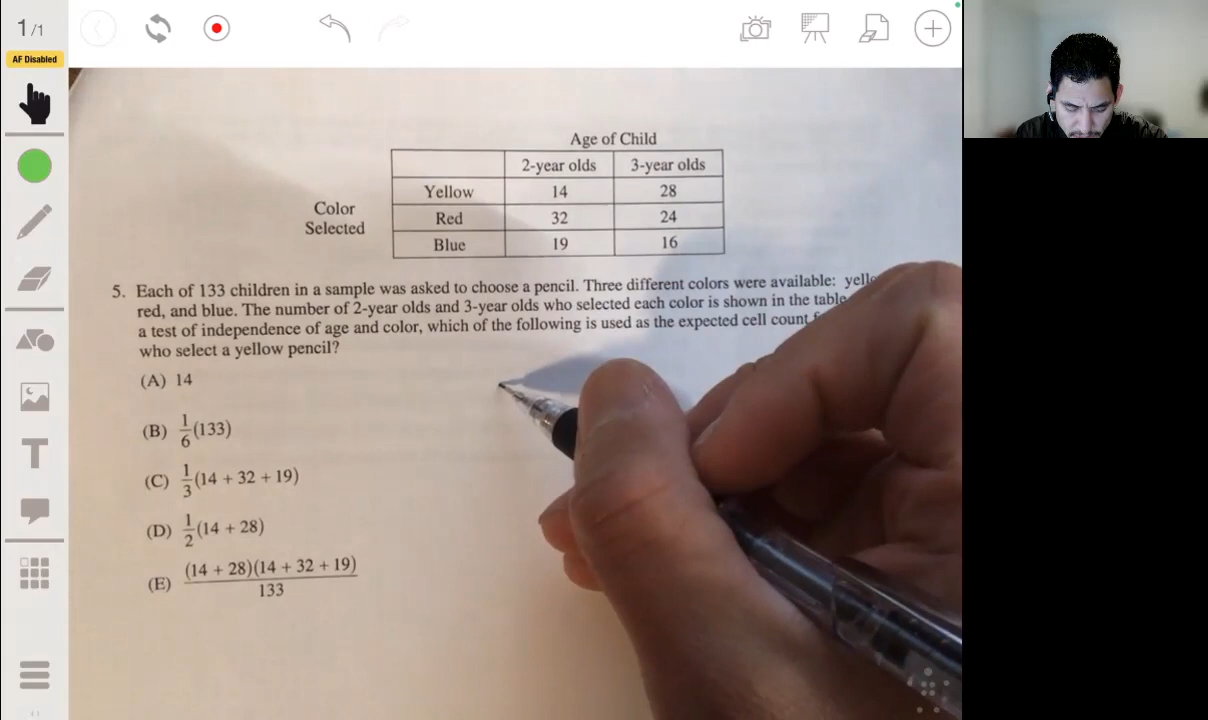 1/1
AF Disabled
Age of Child
2-year olds 3-year olds
Yellow 14 28
Color
Selected
Red 32 24
Blue 19 16
5. Each of 133 children in a sample was asked to choose a pencil. Three different colors were available:
red, and blue. The number of 2-year olds and 3-year olds who selected each color is shown in the table
a test of independence of age and color, which of the following is used as the expected cell count
who select a yellow pencil?
(A) 14
(B) 1/6(133)
(C) 1/3(14 + 32 + 19)
(D) 1/2(14 + 28)
(E) (14 + 28)(14 + 32 + 19)
133
T